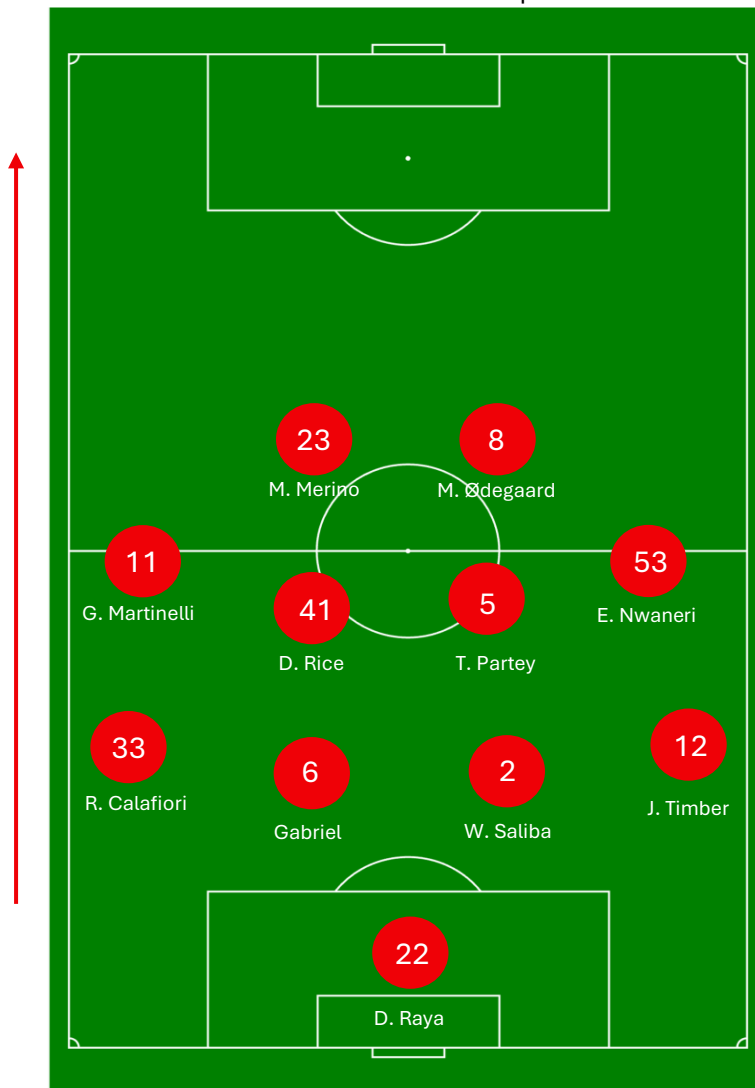 23
8
M. Merino
M. Ødegaard
11
53
G. Martinelli
41
5
E. Nwaneri
D. Rice
T. Partey
33
6
2
12
R. Calafiori
Gabriel
W. Saliba
J. Timber
22
D. Raya